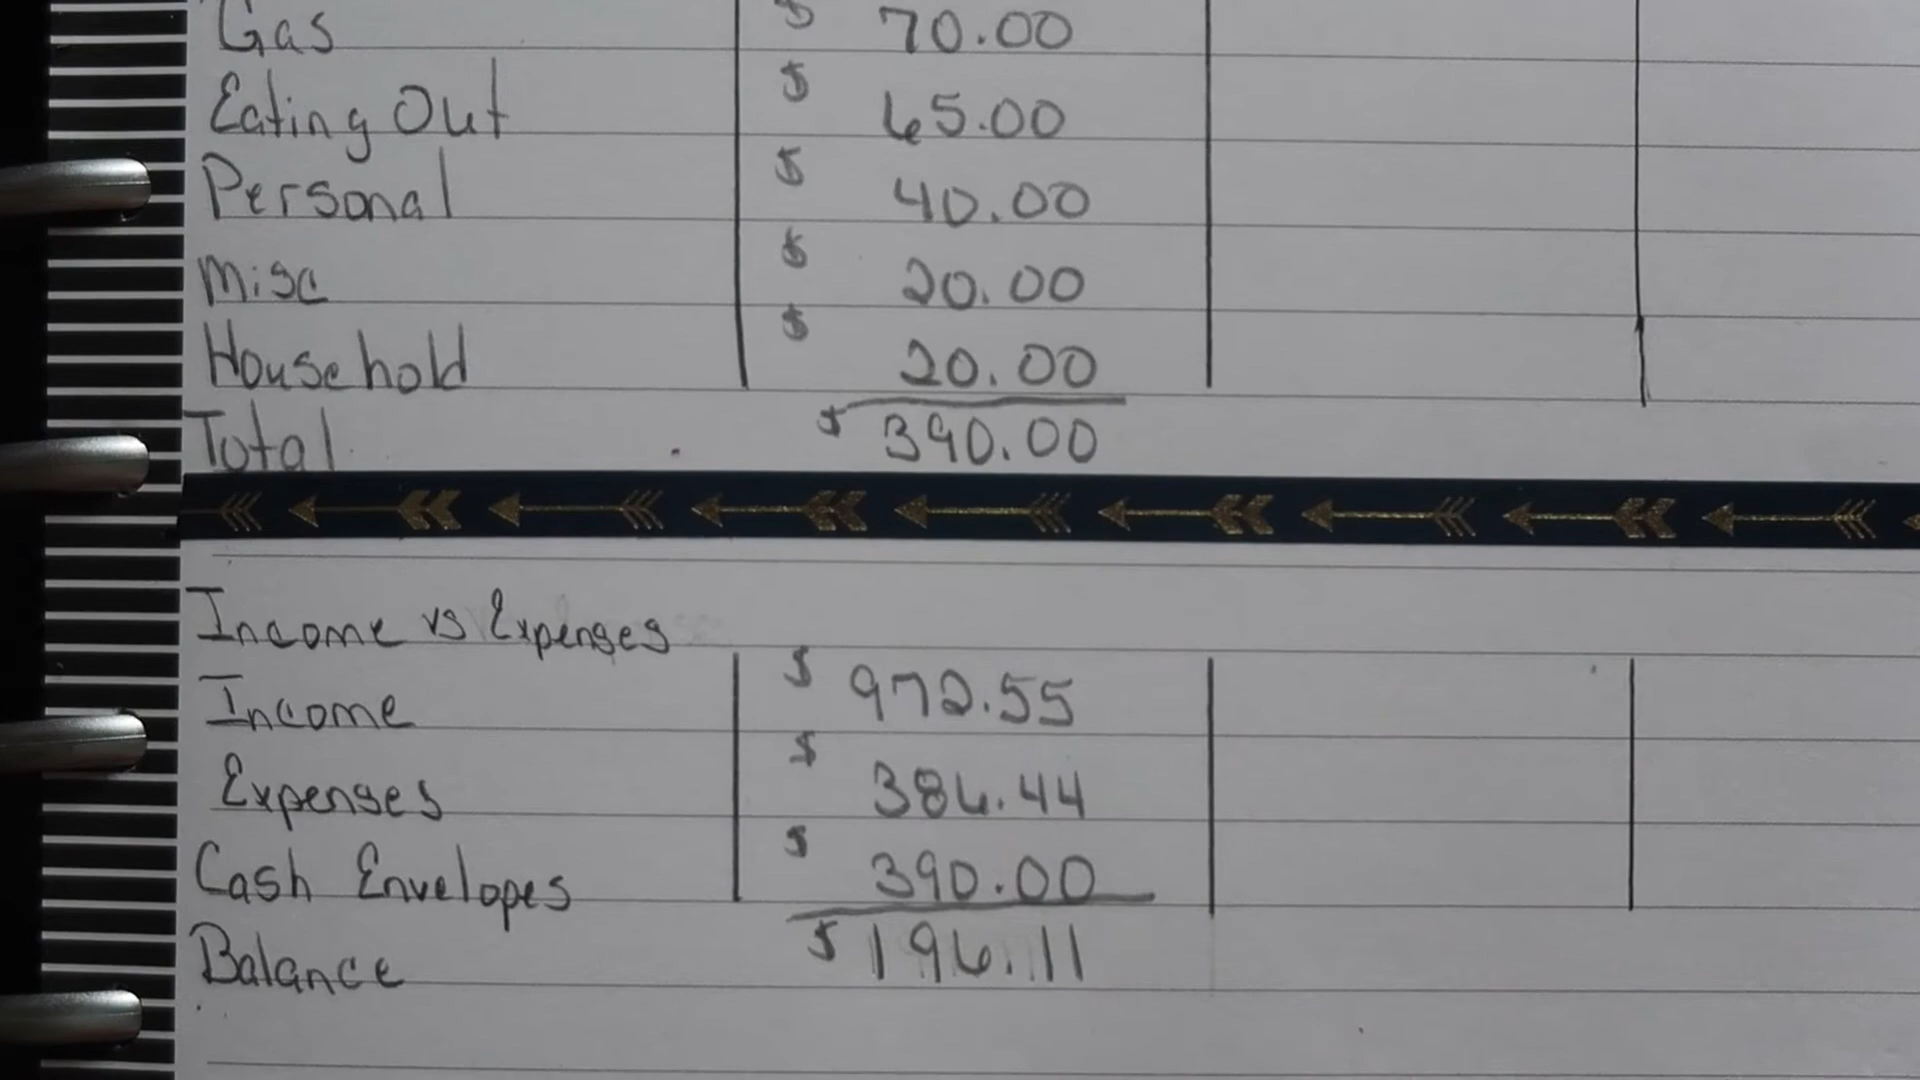 Gas $ 70.00
Eating Out $ 65.00
Personal $ 40.00
Misc $ 20.00
Household $ 20.00
Total $ 390.00
Income vs Expenses
Income $ 972.55
Expenses $ 386.44
Cash Envelopes $ 390.00
Balance $ 196.11